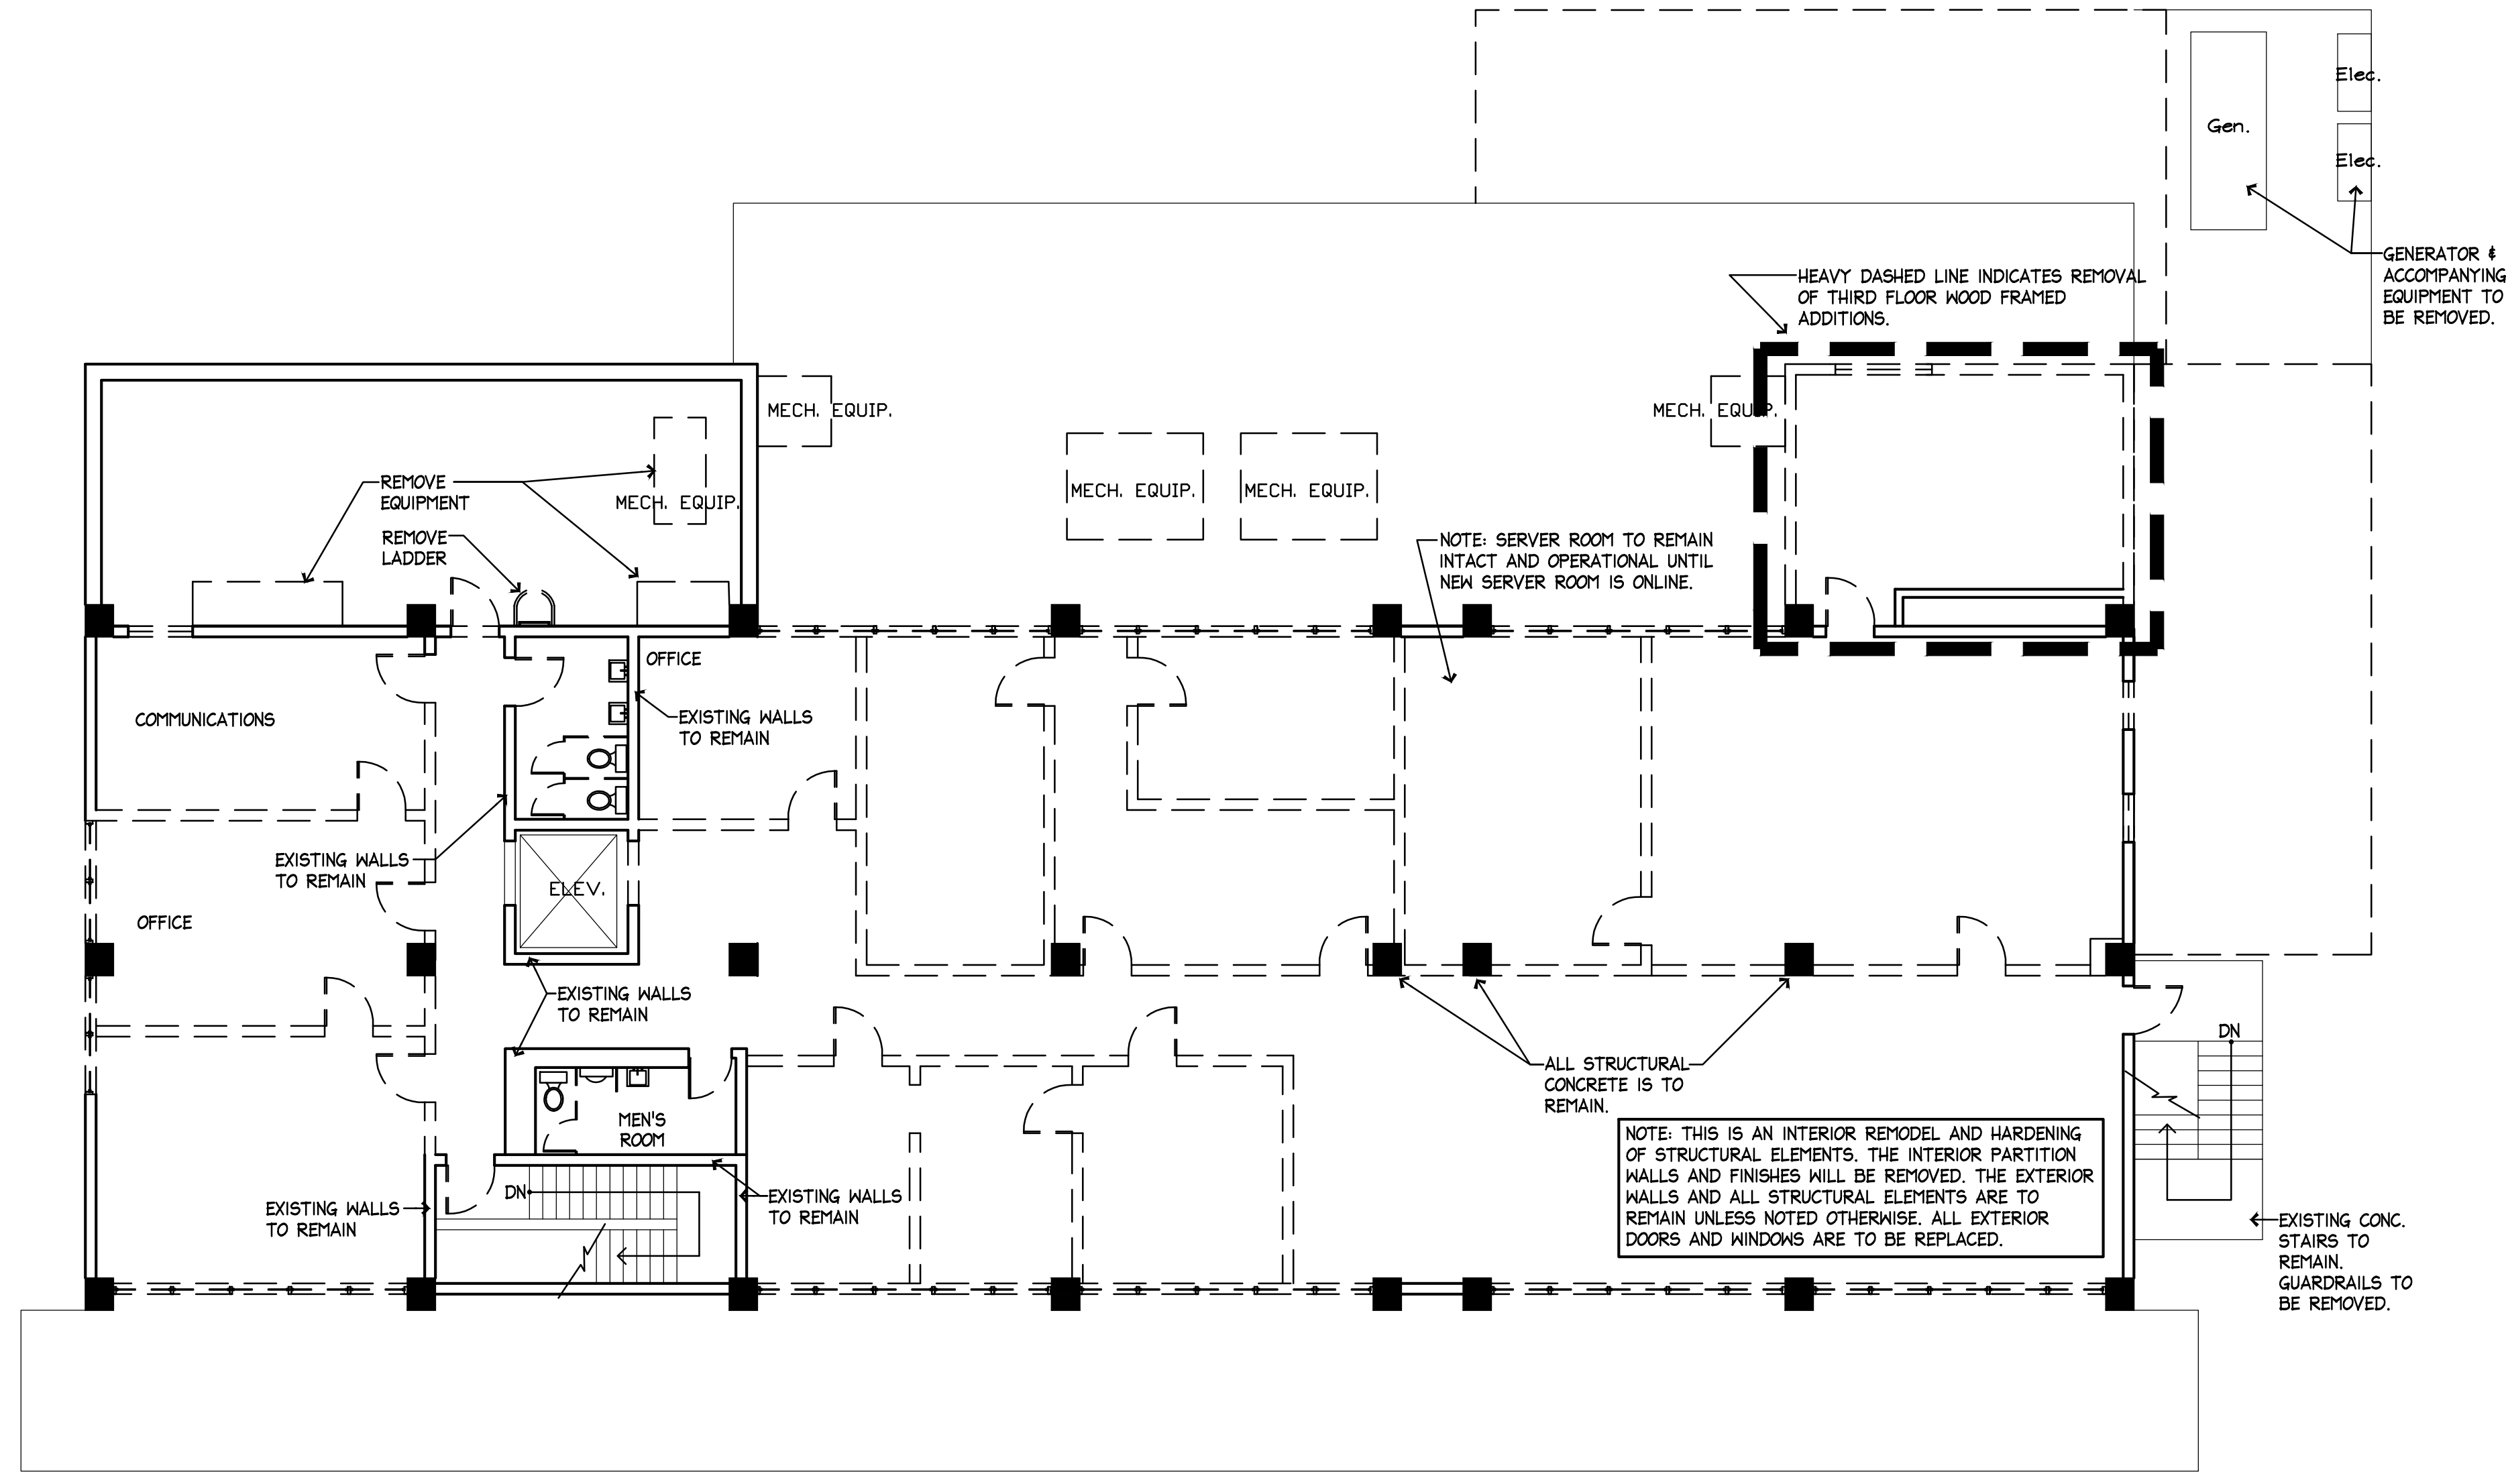 Elec.
Gen.
Elec.
GENERATOR &
ACCOMPANYING
EQUIPMENT TO
BE REMOVED.
HEAVY DASHED LINE INDICATES REMOVAL
OF THIRD FLOOR WOOD FRAMED
ADDITIONS.
MECH. EQUIP.
MECH. EQUIP.
REMOVE
EQUIPMENT
MECH. EQUIP.
MECH. EQUIP.
MECH. EQUIP.
REMOVE
LADDER
NOTE: SERVER ROOM TO REMAIN
INTACT AND OPERATIONAL UNTIL
NEW SERVER ROOM IS ONLINE.
OFFICE
COMMUNICATIONS
EXISTING WALLS
TO REMAIN
EXISTING WALLS
TO REMAIN
ELEV.
OFFICE
EXISTING WALLS
TO REMAIN
DN
ALL STRUCTURAL
CONCRETE IS TO
REMAIN.
MEN'S
ROOM
NOTE: THIS IS AN INTERIOR REMODEL AND HARDENING
OF STRUCTURAL ELEMENTS. THE INTERIOR PARTITION
WALLS AND FINISHES WILL BE REMOVED. THE EXTERIOR
WALLS AND ALL STRUCTURAL ELEMENTS ARE TO
REMAIN UNLESS NOTED OTHERWISE. ALL EXTERIOR
DOORS AND WINDOWS ARE TO BE REPLACED.
DN
EXISTING WALLS
TO REMAIN
EXISTING WALLS
TO REMAIN
EXISTING CONC.
STAIRS TO
REMAIN.
GUARDRAILS TO
BE REMOVED.